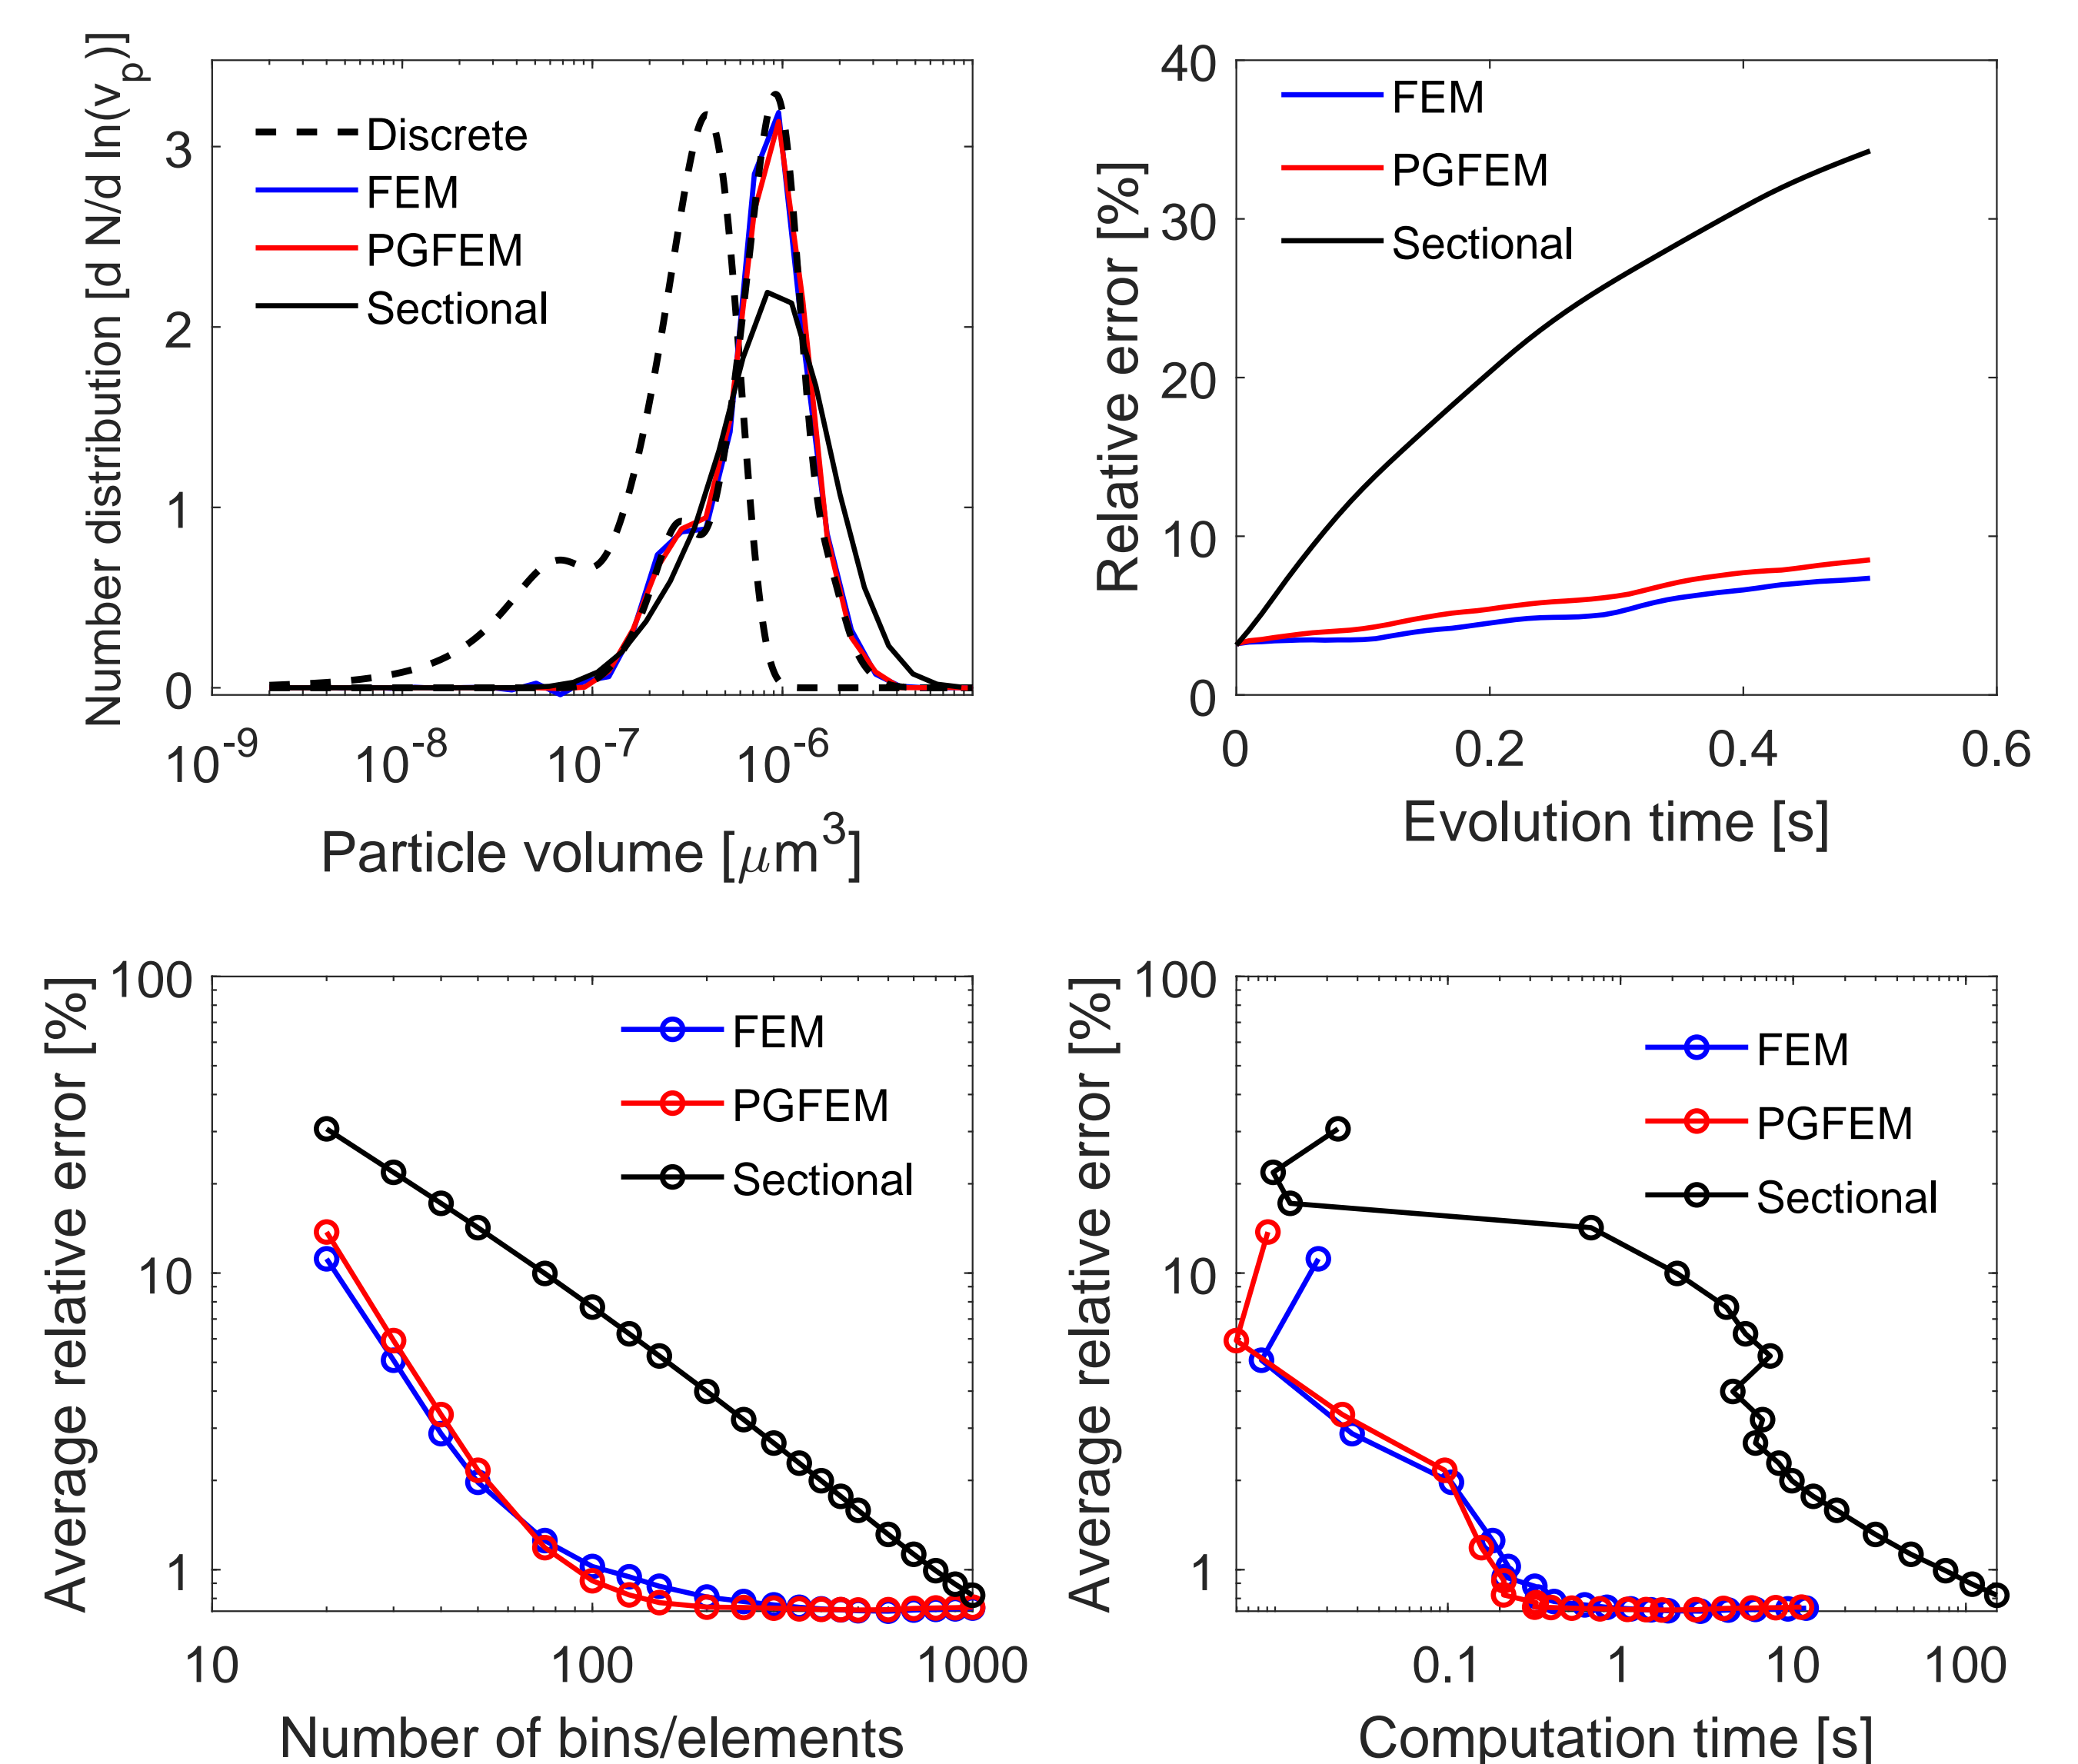 Number distribution [d N/d ln(v_p)]
3
2
1
0
Discrete
FEM
PGFEM
Sectional
10^-9 10^-8 10^-7 10^-6
Particle volume [μm^3]
Relative error [%]
40
30
20
10
0
FEM
PGFEM
Sectional
0 0.2 0.4 0.6
Evolution time [s]
Average relative error [%]
100
10
1
FEM
PGFEM
Sectional
10 100 1000
Number of bins/elements
Average relative error [%]
100
10
1
FEM
PGFEM
Sectional
0.1 1 10 100
Computation time [s]